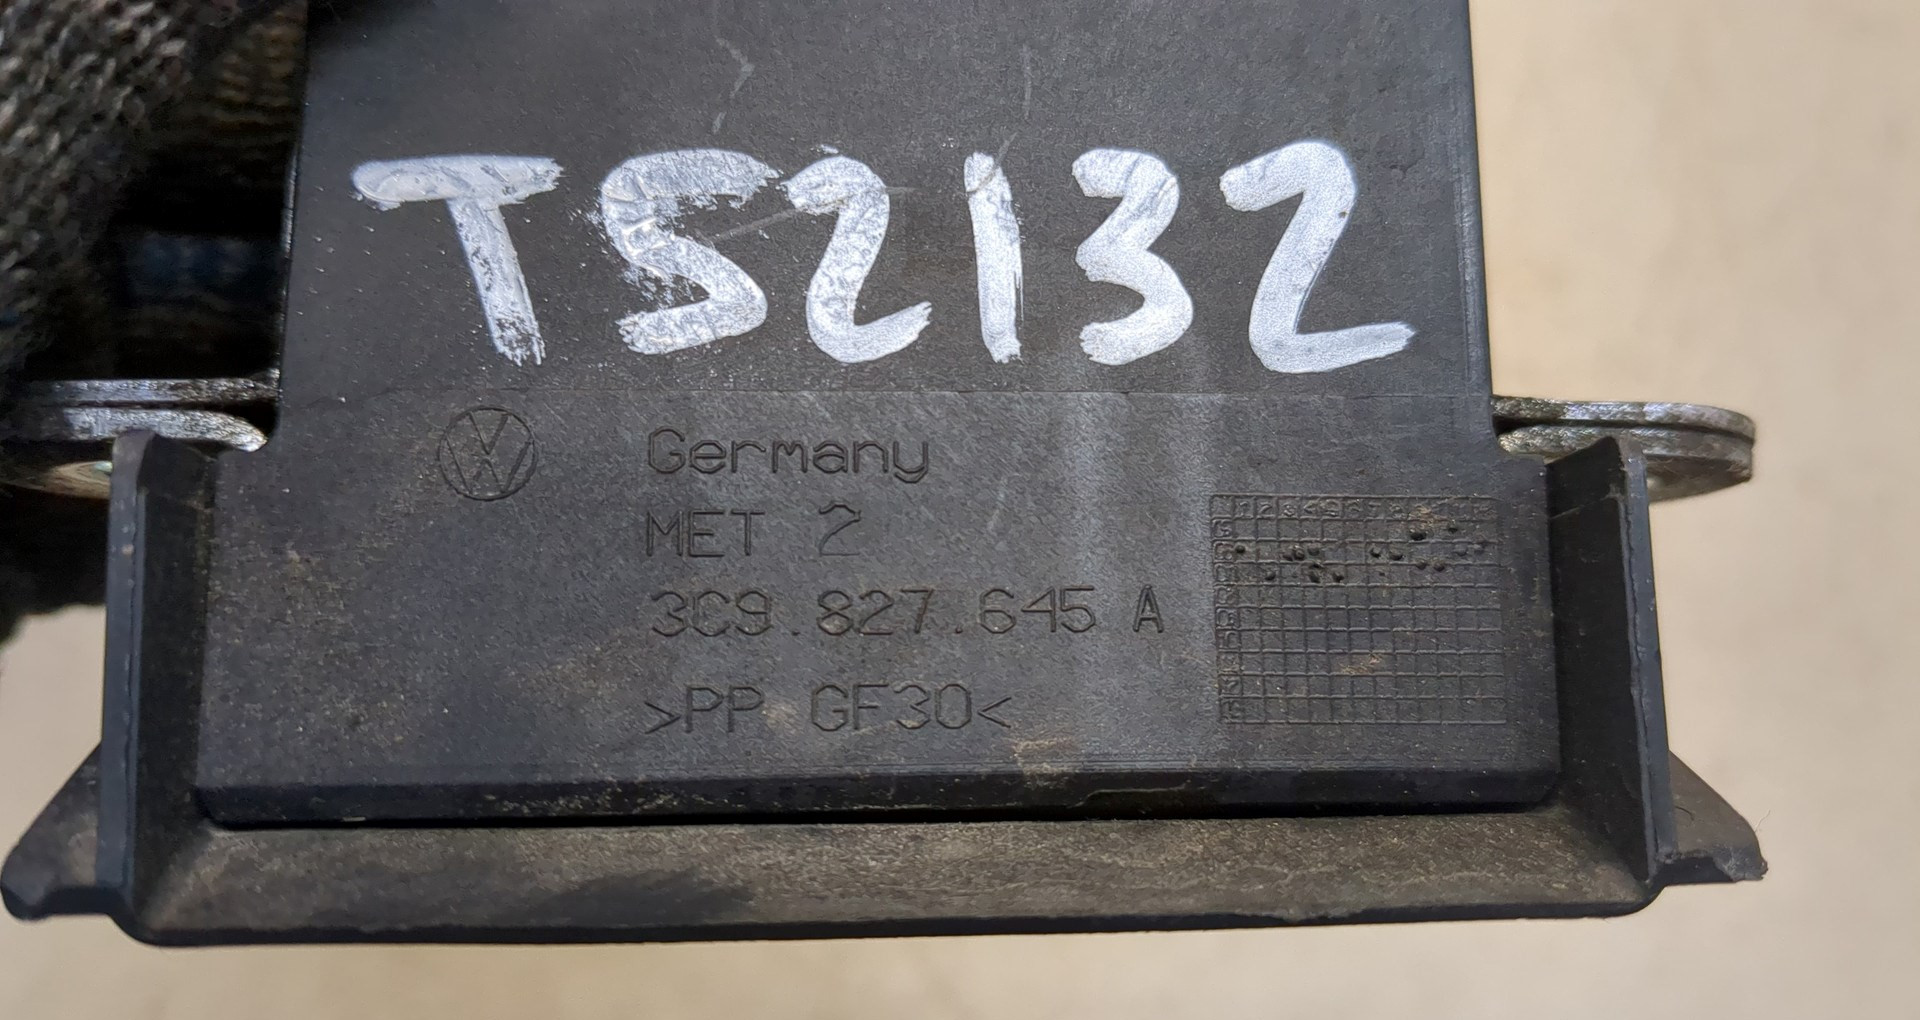 TS2132
Germany
MET 2
3C9.827.645 A
>PP GF30<